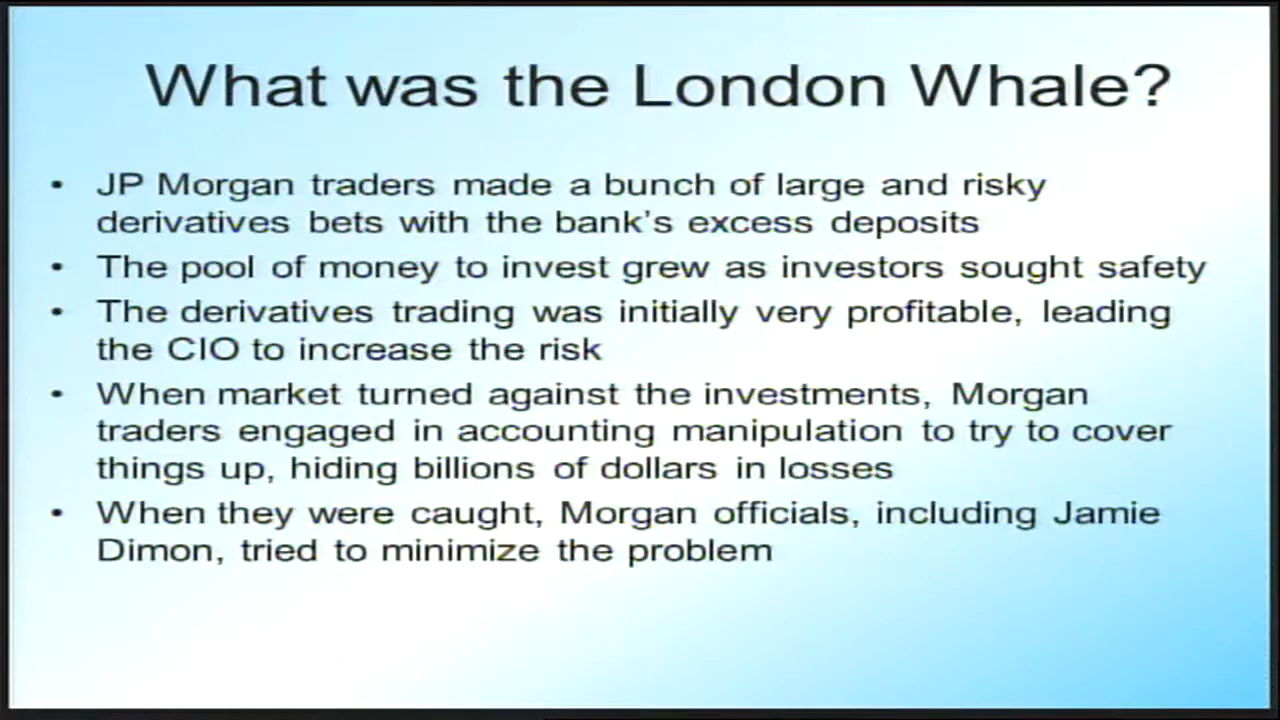 What was the London Whale?
• JP Morgan traders made a bunch of large and risky
derivatives bets with the bank's excess deposits
• The pool of money to invest grew as investors sought safety
• The derivatives trading was initially very profitable, leading
the CIO to increase the risk
• When market turned against the investments, Morgan
traders engaged in accounting manipulation to try to cover
things up, hiding billions of dollars in losses
• When they were caught, Morgan officials, including Jamie
Dimon, tried to minimize the problem